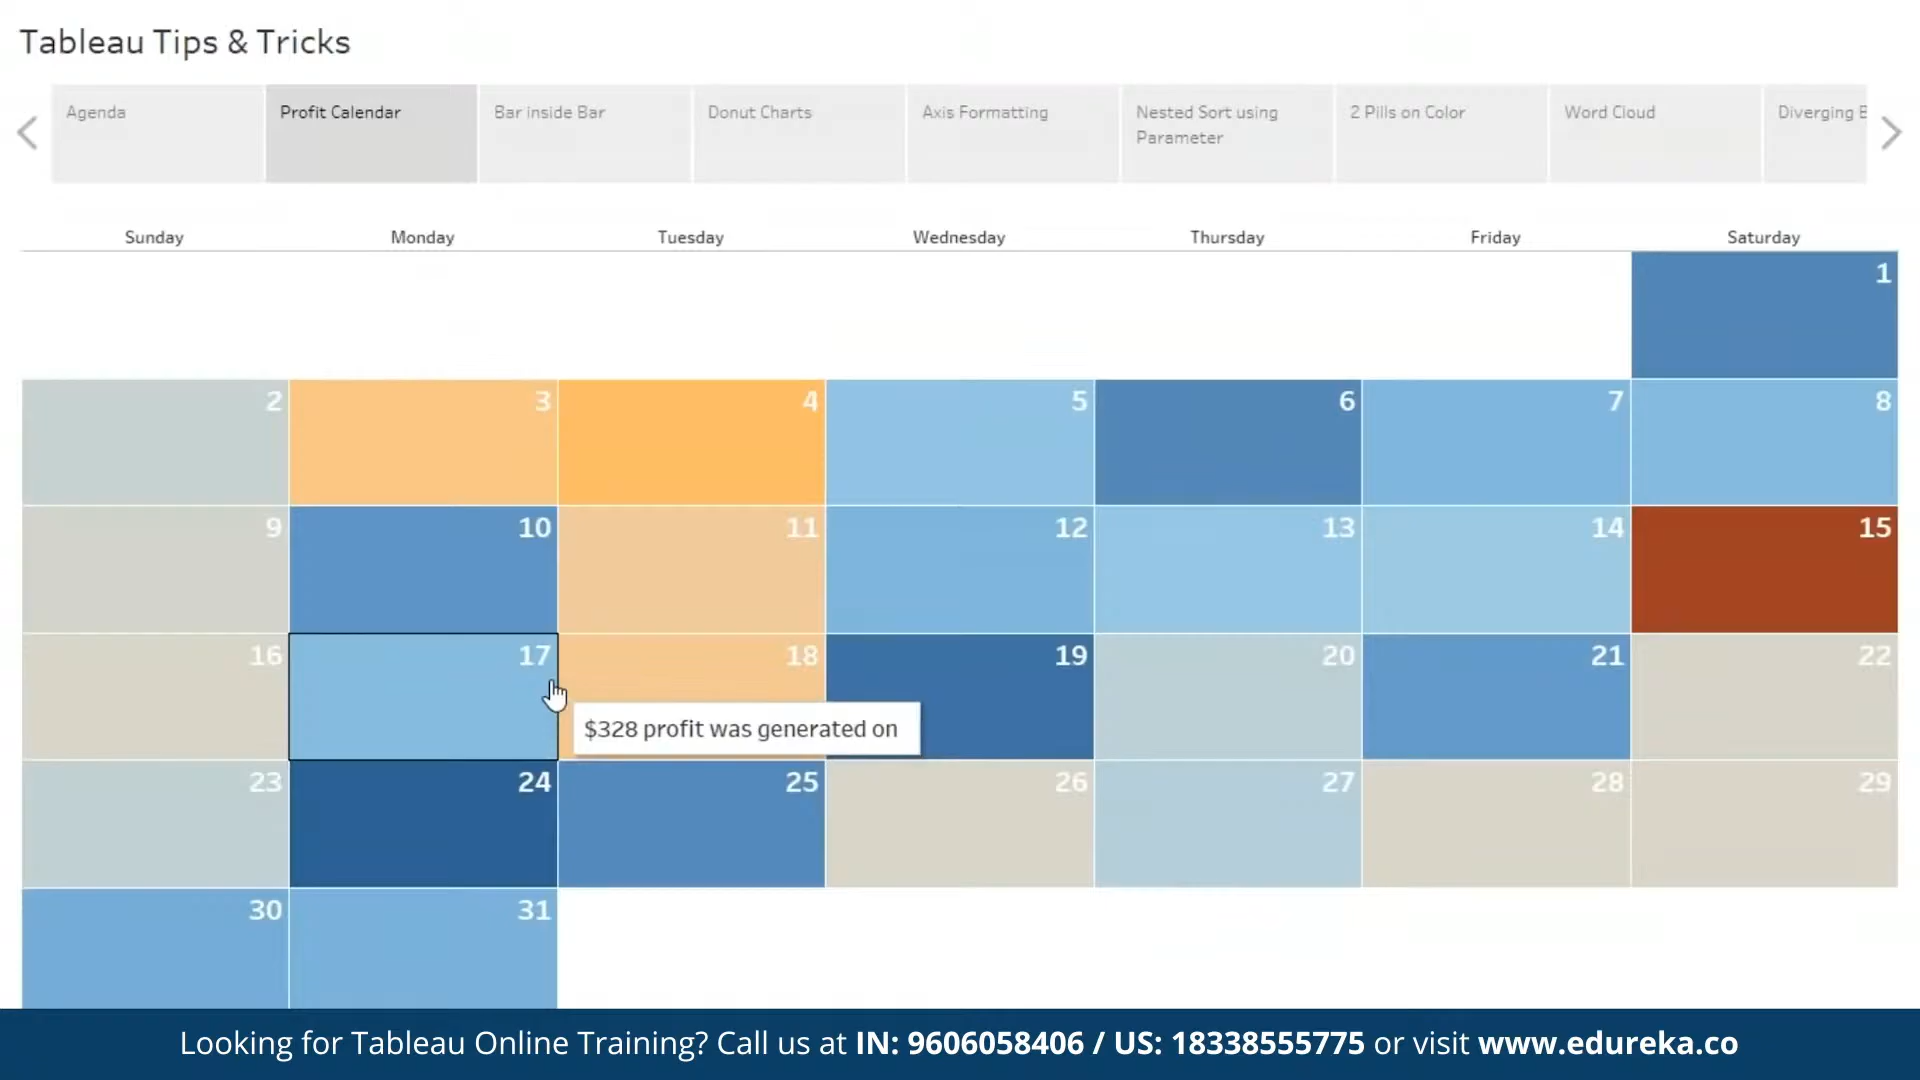 Tableau Tips & Tricks
Agenda
Profit Calendar
Bar inside Bar
Donut Charts
Axis Formatting
Nested Sort using
Parameter
2 Pills on Color
Word Cloud
Diverging B
Sunday Monday Tuesday Wednesday Thursday Friday Saturday
1
2 3 4 5 6 7 8
9 10 11 12 13 14 15
16 17 18 19 20 21 22
$328 profit was generated on
23 24 25 26 27 28 29
30 31
Looking for Tableau Online Training? Call us at IN: 9606058406 / US: 18338555775 or visit www.edureka.co